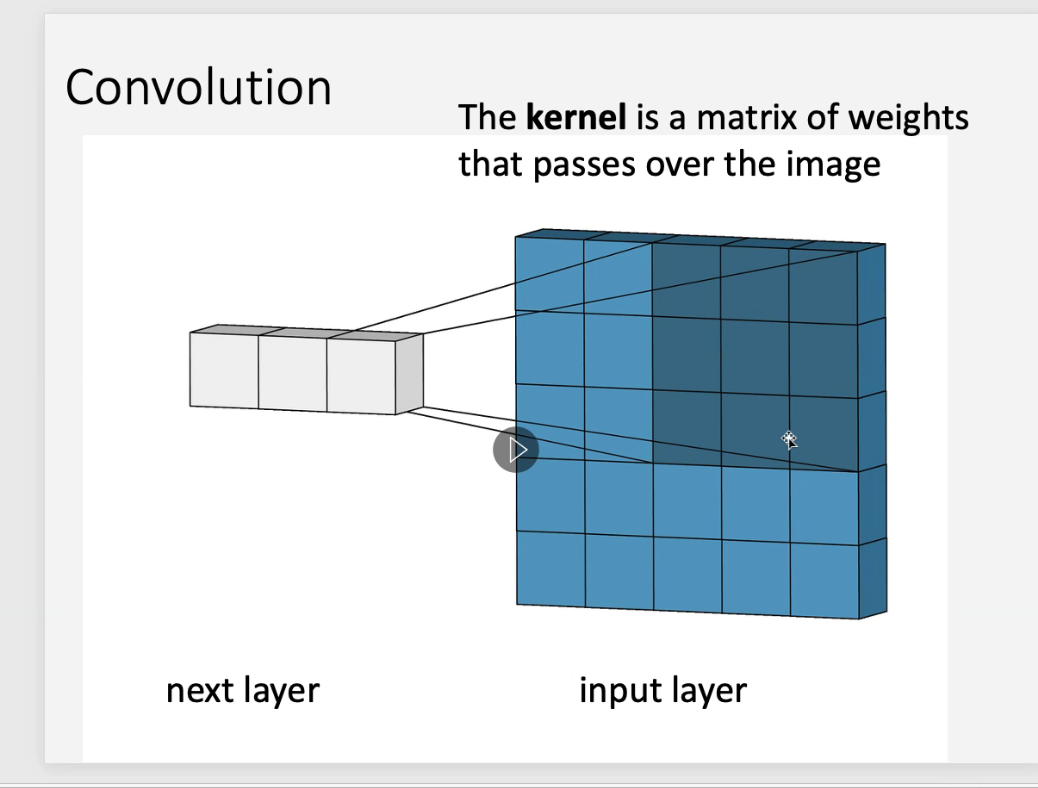 Convolution
The kernel is a matrix of weights
that passes over the image
next layer
input layer